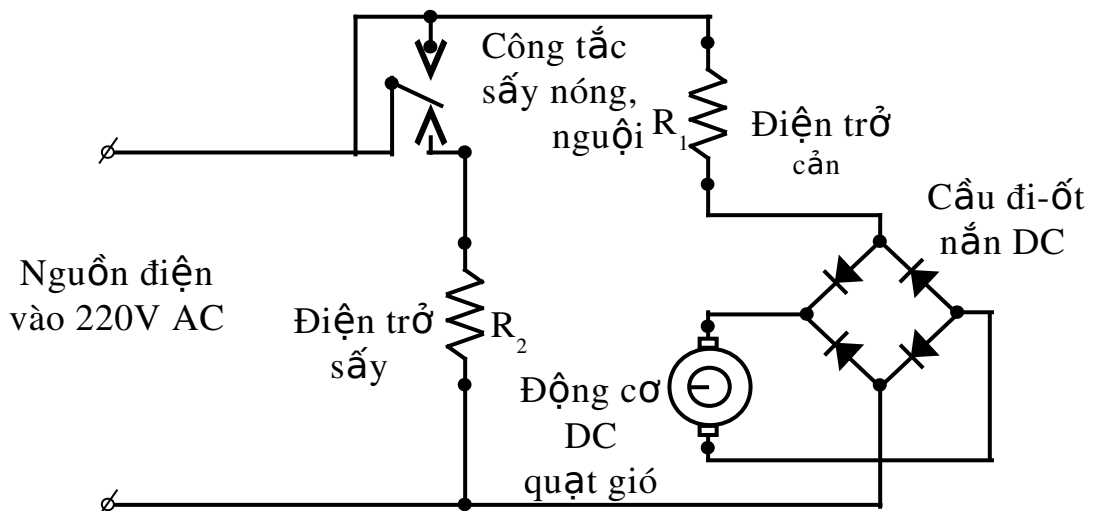 Công tắc
sấy nóng,
nguội
R1
Điện trở
cản
Cầu đi-ốt
nắn DC
Nguồn điện
vào 220V AC
Điện trở
sấy
R2
Động cơ
DC
quạt gió